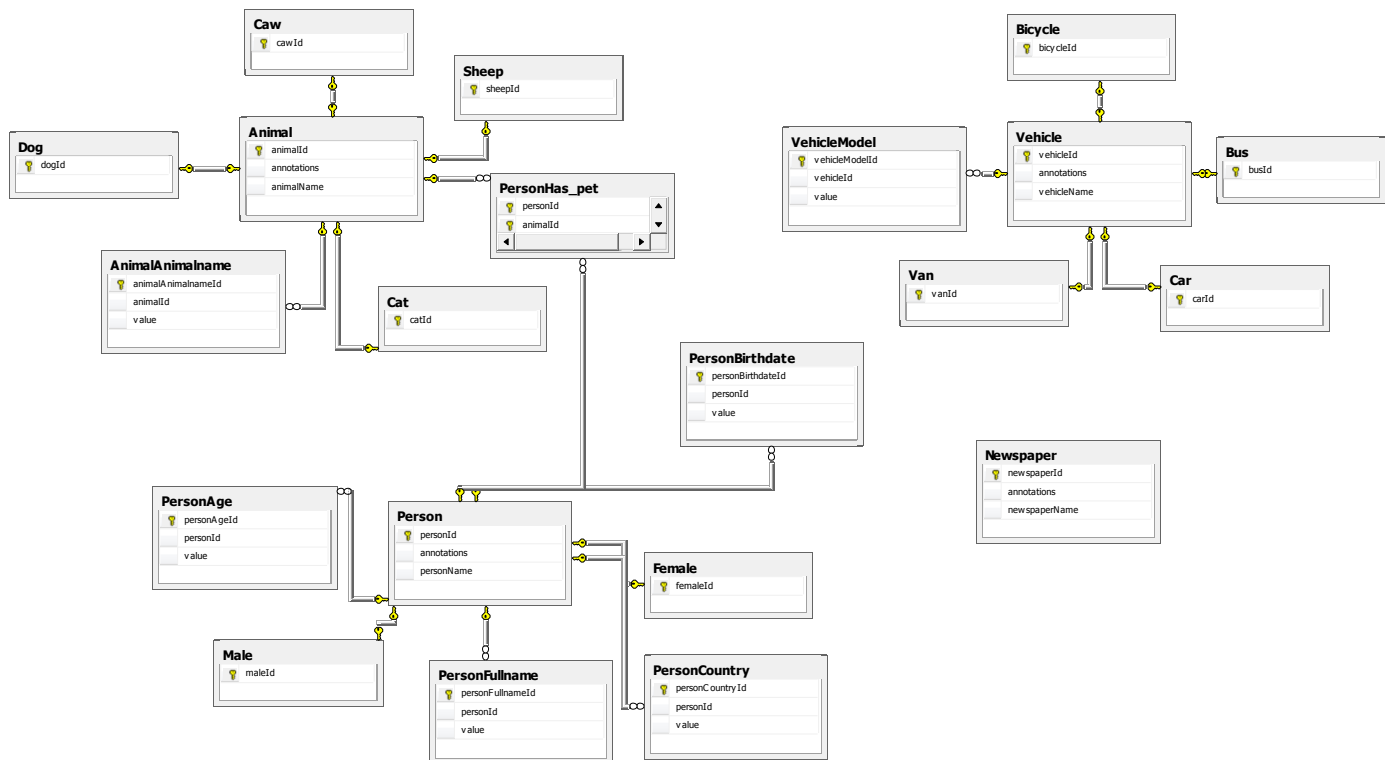 Caw
cawId
Sheep
sheepId
Dog
dogId
Animal
animalId
annotations
animalName
PersonHas_pet
personId
animalId
AnimalAnimalname
animalAnimalnameId
animalId
value
Cat
catId
Bicycle
bicycleId
VehicleModel
vehicleModelId
vehicleId
value
Vehicle
vehicleId
annotations
vehicleName
Bus
busId
Van
vanId
Car
carId
PersonBirthdate
personBirthdateId
personId
value
Newspaper
newspaperId
annotations
newspaperName
PersonAge
personAgeId
personId
value
Person
personId
annotations
personName
Female
femaleId
Male
maleId
PersonFullname
personFullnameId
personId
value
PersonCountry
personCountryId
personId
value